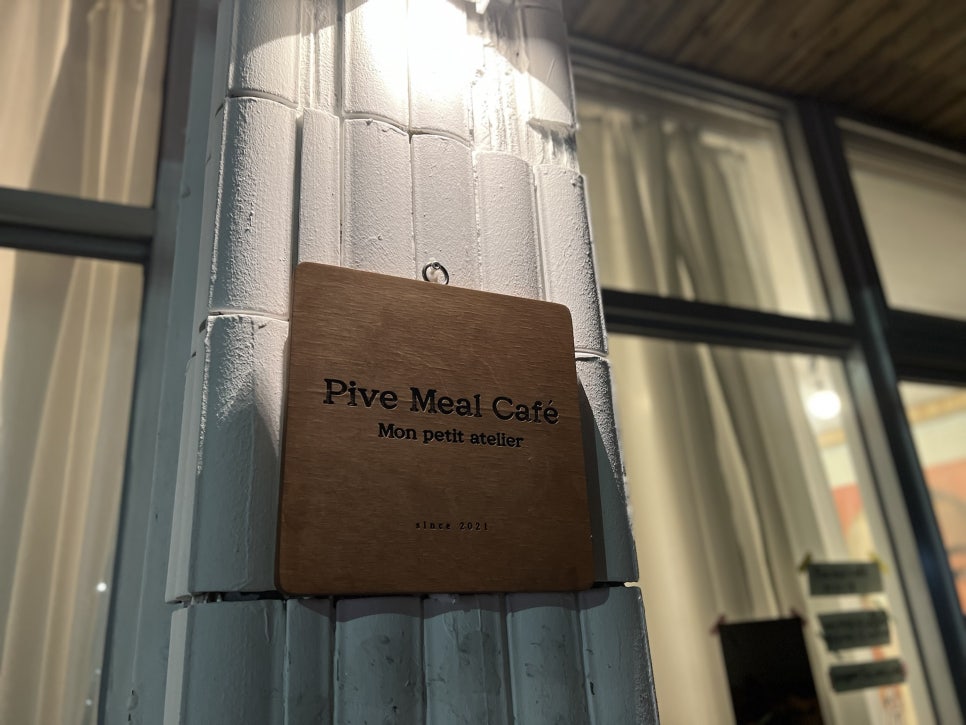 Pive Meal Café
Mon petit atelier
since 2021